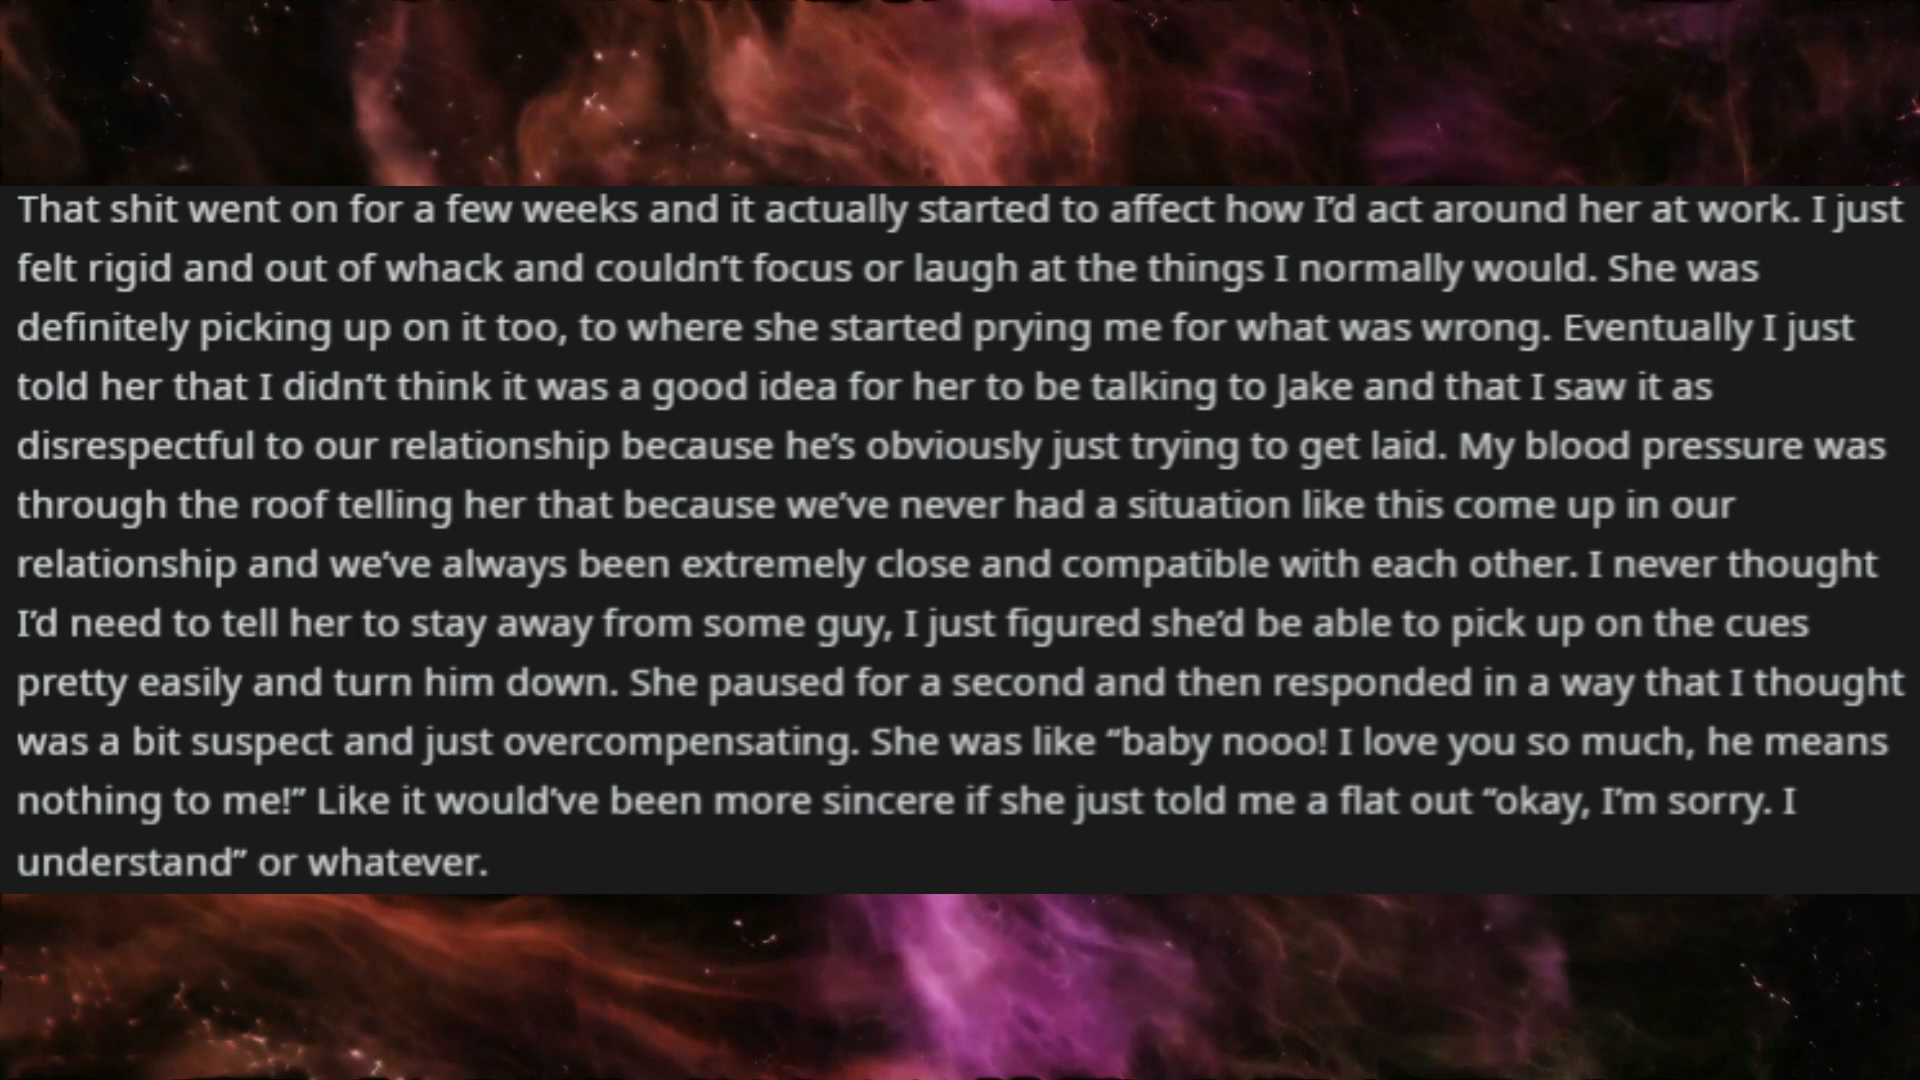 That shit went on for a few weeks and it actually started to affect how I’d act around her at work. I just
felt rigid and out of whack and couldn’t focus or laugh at the things I normally would. She was
definitely picking up on it too, to where she started prying me for what was wrong. Eventually I just
told her that I didn’t think it was a good idea for her to be talking to Jake and that I saw it as
disrespectful to our relationship because he’s obviously just trying to get laid. My blood pressure was
through the roof telling her that because we’ve never had a situation like this come up in our
relationship and we’ve always been extremely close and compatible with each other. I never thought
I’d need to tell her to stay away from some guy, I just figured she’d be able to pick up on the cues
pretty easily and turn him down. She paused for a second and then responded in a way that I thought
was a bit suspect and just overcompensating. She was like “baby nooo! I love you so much, he means
nothing to me!” Like it would’ve been more sincere if she just told me a flat out “okay, I’m sorry. I
understand” or whatever.